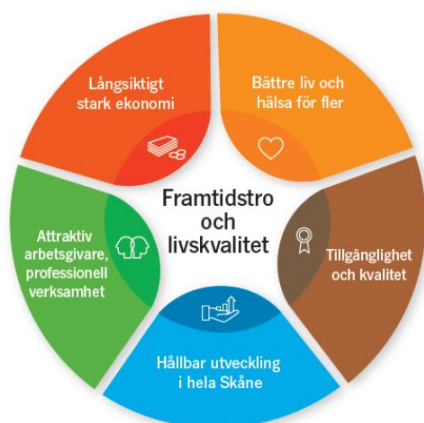 Långsiktigt
stark ekonomi
Bättre liv och
hälsa för fler
Framtidstro
och
livskvalitet
Attraktiv
arbetsgivare,
professionell
verksamhet
Tillgänglighet
och kvalitet
Hållbar utveckling
i hela Skåne